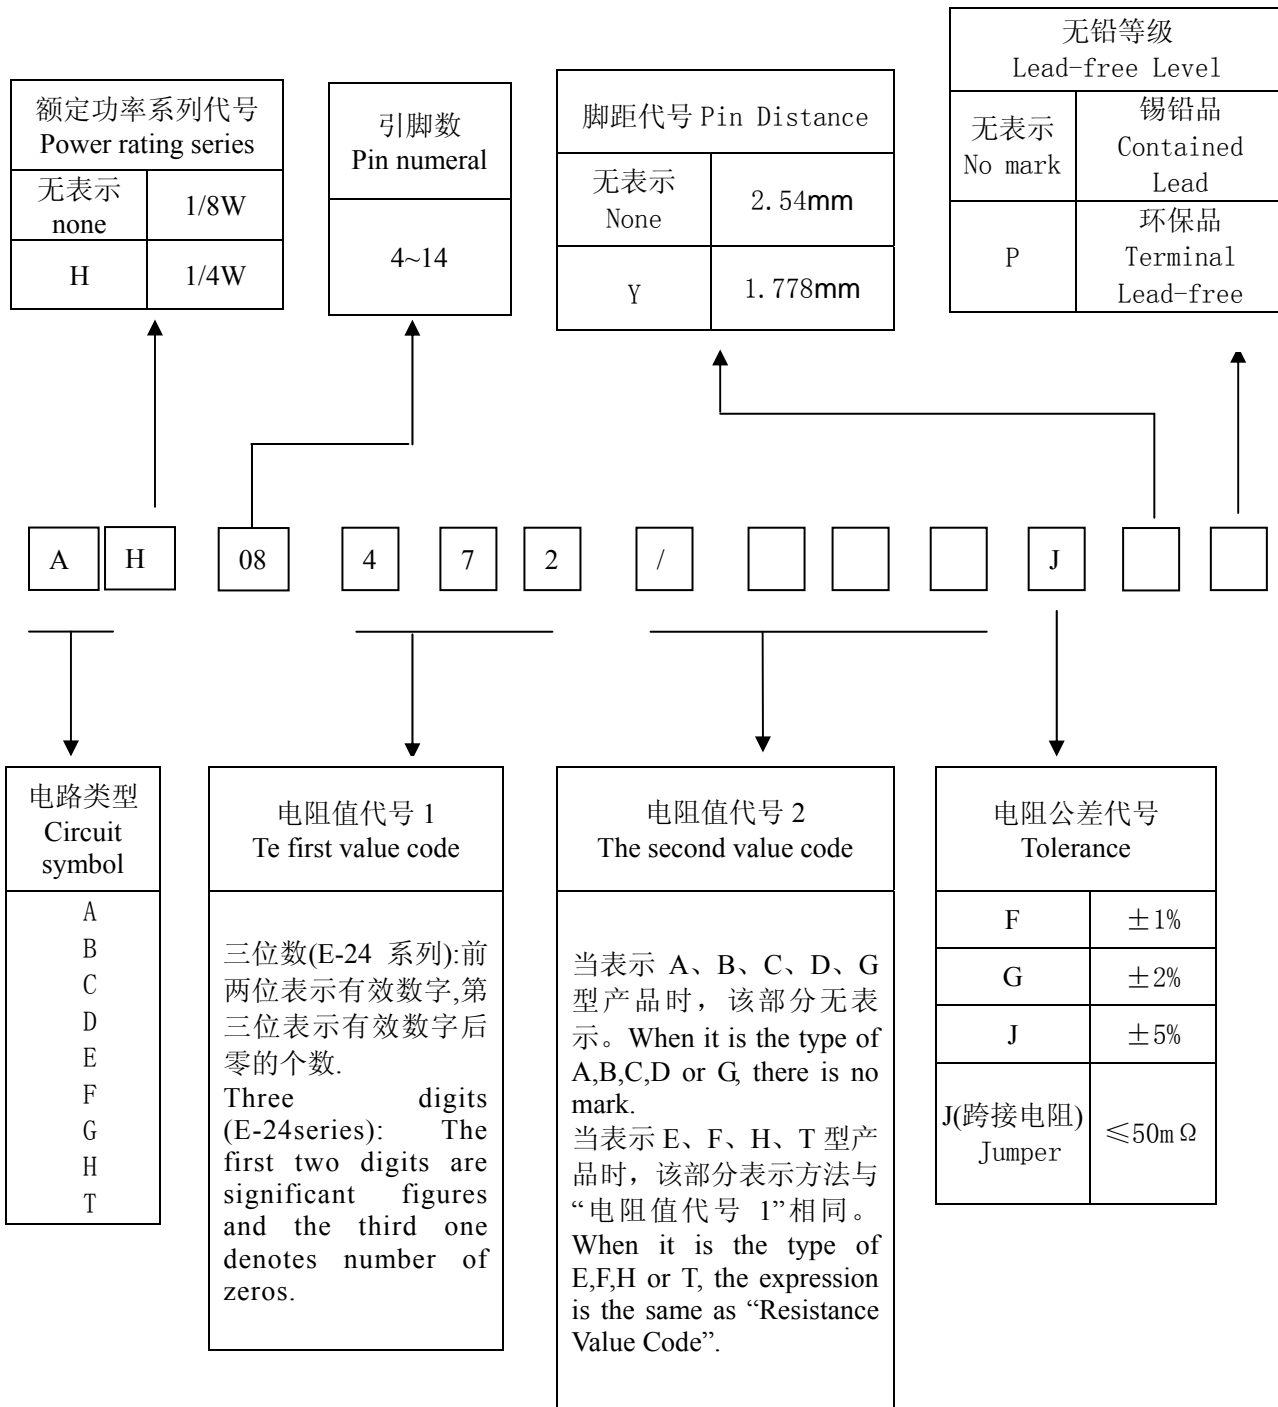 无铅等级
Lead-free Level
无表示
No mark
锡铅品
Contained
Lead
P
环保品
Terminal
Lead-free
额定功率系列代号
Power rating series
无表示
none
1/8W
H
1/4W
引脚数
Pin numeral
4~14
脚距代号 Pin Distance
无表示
None
2.54mm
Y
1.778mm
A H 08 4 7 2 / J
电路类型
Circuit
symbol
A
B
C
D
E
F
G
H
T
电阻值代号 1
Te first value code
三位数(E-24 系列):前
两位表示有效数字,第
三位表示有效数字后
零的个数.
Three digits
(E-24series): The
first two digits are
significant figures
and the third one
denotes number of
zeros.
电阻值代号 2
The second value code
当表示 A、B、C、D、G
型产品时，该部分无表
示。When it is the type of
A,B,C,D or G, there is no
mark.
当表示 E、F、H、T 型产
品时，该部分表示方法与
“电阻值代号 1”相同。
When it is the type of
E,F,H or T, the expression
is the same as “Resistance
Value Code”.
电阻公差代号
Tolerance
F
±1%
G
±2%
J
±5%
J(跨接电阻)
Jumper
≤50mΩ